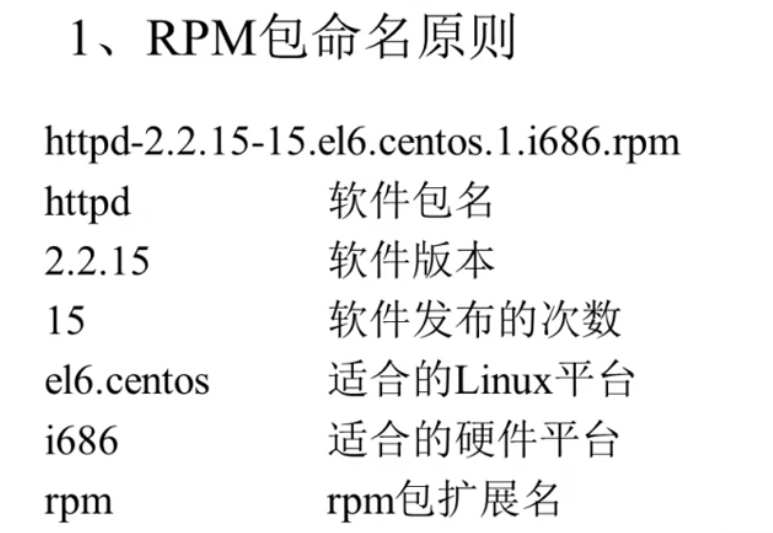 1、RPM包命名原则
httpd-2.2.15-15.el6.centos.1.i686.rpm
httpd 软件包名
2.2.15 软件版本
15 软件发布的次数
el6.centos 适合的Linux平台
i686 适合的硬件平台
rpm rpm包扩展名